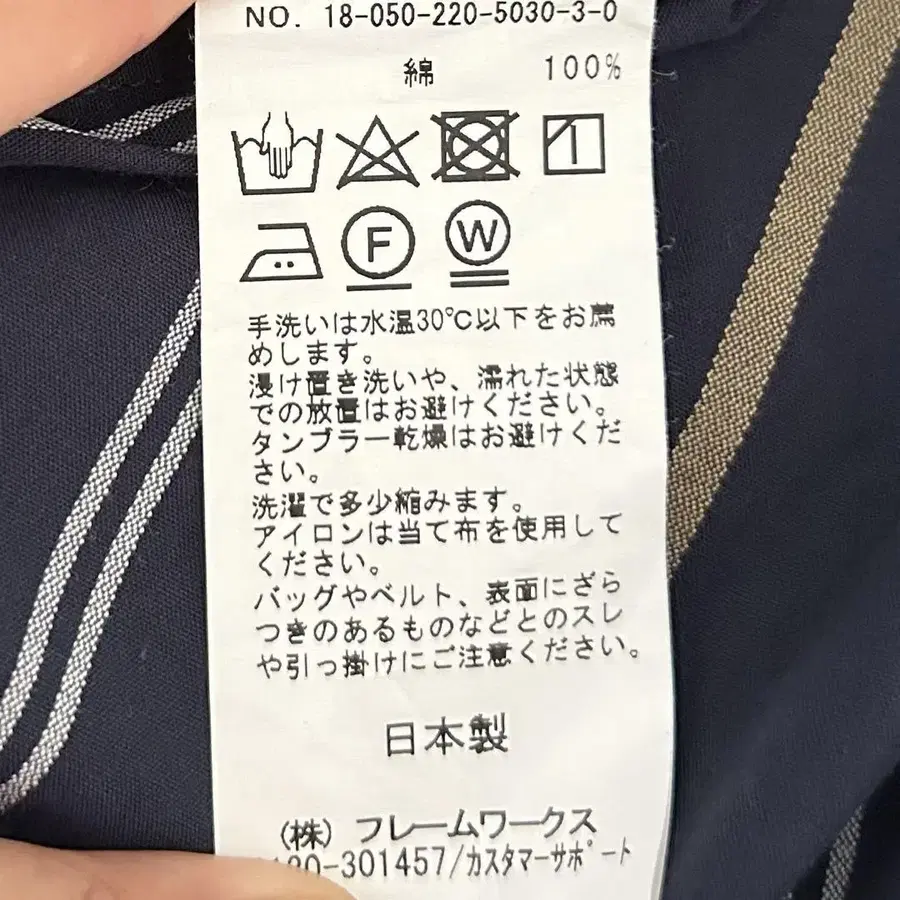 NO. 18-050-220-5030-3-0
綿 100%
F W
手洗いは水温30℃以下をお薦
めします。
浸け置き洗いや、濡れた状態
での放置はお避けください。
タンブラー乾燥はお避けくだ
さい。
洗濯で多少縮みます。
アイロンは当て布を使用して
ください。
バッグやベルト、表面にざら
つきのあるものなどとのスレ
や引っ掛けにご注意ください。
日本製
(株) フレームワークス
20-301457/カスタマーサポート